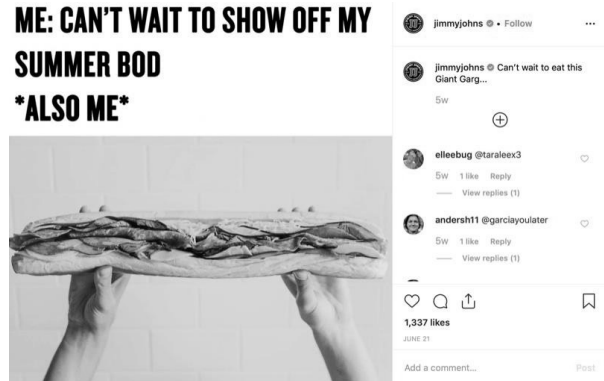 ME: CAN'T WAIT TO SHOW OFF MY
SUMMER BOD
*ALSO ME*
jimmyjohns • Follow
jimmyjohns Can't wait to eat this
Giant Garg...
5w
elleebug @taraleex3
5w 1 like Reply
View replies (1)
andersh11 @garciayoulater
5w 1 like Reply
View replies (1)
1,337 likes
JUNE 21
Add a comment... Post